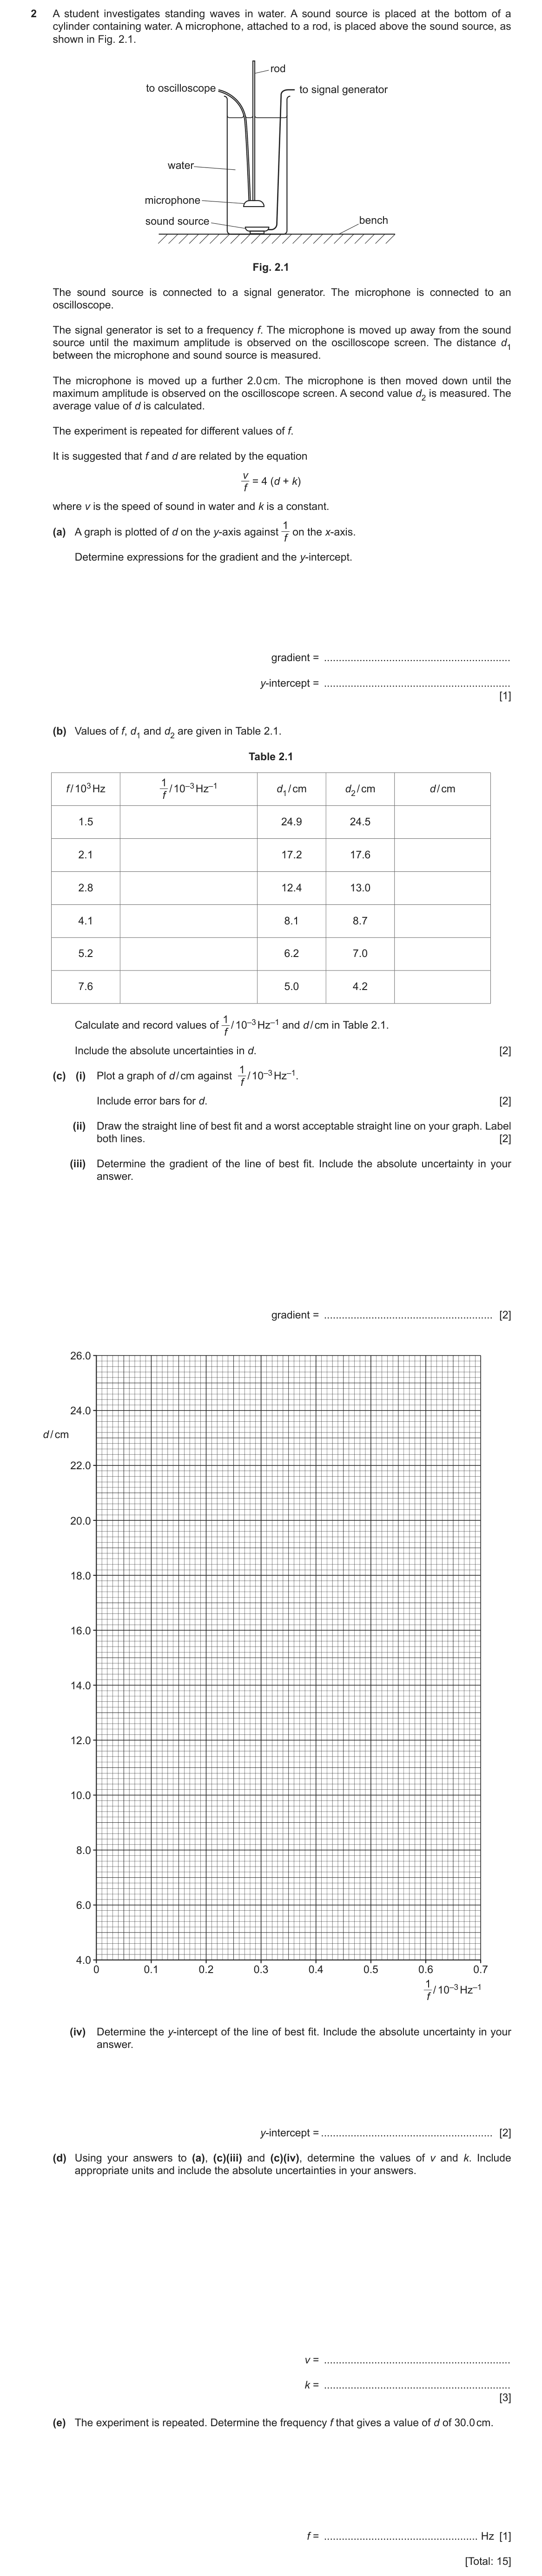 2 A student investigates standing waves in water. A sound source is placed at the bottom of a
cylinder containing water. A microphone, attached to a rod, is placed above the sound source, as
shown in Fig. 2.1.
rod
to oscilloscope
to signal generator
water
microphone
sound source
bench
Fig. 2.1
The sound source is connected to a signal generator. The microphone is connected to an
oscilloscope.
The signal generator is set to a frequency f. The microphone is moved up away from the sound
source until the maximum amplitude is observed on the oscilloscope screen. The distance d₁
between the microphone and sound source is measured.
The microphone is moved up a further 2.0 cm. The microphone is then moved down until the
maximum amplitude is observed on the oscilloscope screen. A second value d₂ is measured. The
average value of d is calculated.
The experiment is repeated for different values of f.
It is suggested that f and d are related by the equation
v/f = 4 (d + k)
where v is the speed of sound in water and k is a constant.
(a) A graph is plotted of d on the y-axis against 1/f on the x-axis.
Determine expressions for the gradient and the y-intercept.
gradient = ................................................................
y-intercept = ................................................................
[1]
(b) Values of f, d₁ and d₂ are given in Table 2.1.
Table 2.1
f / 10³ Hz 1/f / 10⁻³ Hz⁻¹ d₁ / cm d₂ / cm d / cm
1.5 24.9 24.5
2.1 17.2 17.6
2.8 12.4 13.0
4.1 8.1 8.7
5.2 6.2 7.0
7.6 5.0 4.2
Calculate and record values of 1/f / 10⁻³ Hz⁻¹ and d / cm in Table 2.1.
Include the absolute uncertainties in d. [2]
(c) (i) Plot a graph of d / cm against 1/f / 10⁻³ Hz⁻¹.
Include error bars for d. [2]
(ii) Draw the straight line of best fit and a worst acceptable straight line on your graph. Label
both lines. [2]
(iii) Determine the gradient of the line of best fit. Include the absolute uncertainty in your
answer.
gradient = .......................................................... [2]
26.0
24.0
d / cm
22.0
20.0
18.0
16.0
14.0
12.0
10.0
8.0
6.0
4.0
0 0.1 0.2 0.3 0.4 0.5 0.6 0.7
1/f / 10⁻³ Hz⁻¹
(iv) Determine the y-intercept of the line of best fit. Include the absolute uncertainty in your
answer.
y-intercept = .......................................................... [2]
(d) Using your answers to (a), (c)(iii) and (c)(iv), determine the values of v and k. Include
appropriate units and include the absolute uncertainties in your answers.
v = ................................................................
k = ................................................................
[3]
(e) The experiment is repeated. Determine the frequency f that gives a value of d of 30.0 cm.
f = ..................................................... Hz [1]
[Total: 15]